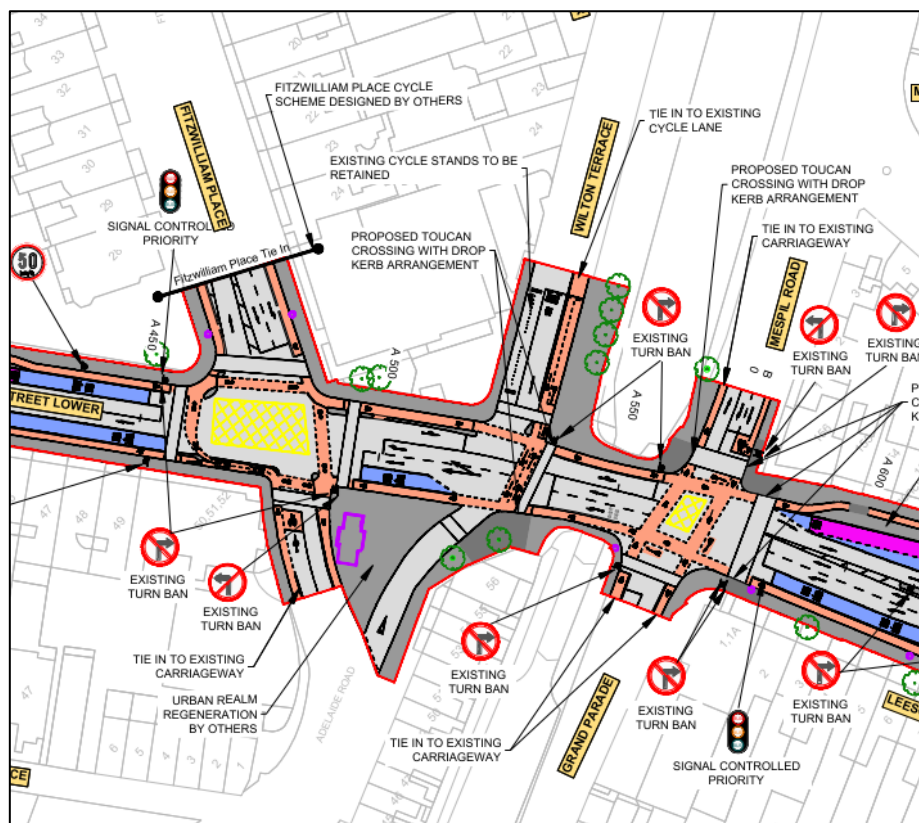 FITZWILLIAM PLACE CYCLE
SCHEME DESIGNED BY OTHERS
TIE IN TO EXISTING
CYCLE LANE
FITZWILLIAM PLACE
WILTON TERRACE
EXISTING CYCLE STANDS TO BE
RETAINED
PROPOSED TOUCAN
CROSSING WITH DROP
KERB ARRANGEMENT
SIGNAL CONTROLLED
PRIORITY
PROPOSED TOUCAN
CROSSING WITH DROP
KERB ARRANGEMENT
TIE IN TO EXISTING
CARRIAGEWAY
Fitzwilliam Place Tie In
50
MESPIL ROAD
EXISTING
TURN BAN
EXISTING
TURN BAN
EXISTING
TURN BAN
A 450
A 500
A 550
A 600
B 0
TREET LOWER
EXISTING
TURN BAN
EXISTING
TURN BAN
TIE IN TO EXISTING
CARRIAGEWAY
URBAN REALM
REGENERATION
BY OTHERS
ADELAIDE ROAD
EXISTING
TURN BAN
TIE IN TO EXISTING
CARRIAGEWAY
GRAND PARADE
EXISTING
TURN BAN
EXISTING
TURN BAN
LEES
SIGNAL CONTROLLED
PRIORITY
CE